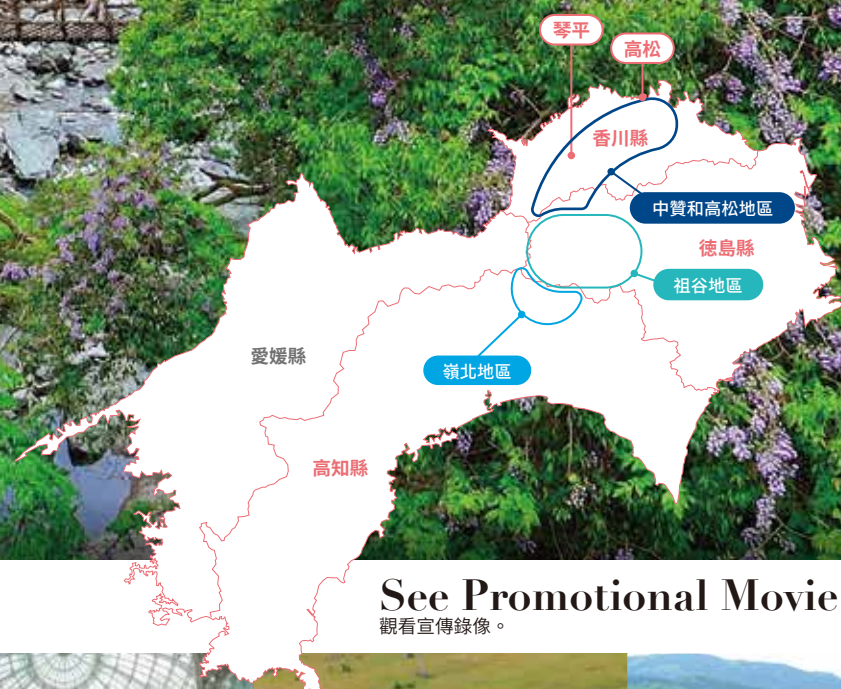 琴平
高松
香川縣
中贊和高松地區
徳島縣
祖谷地區
愛媛縣
嶺北地區
高知縣
See Promotional Movie
觀看宣傳錄像。